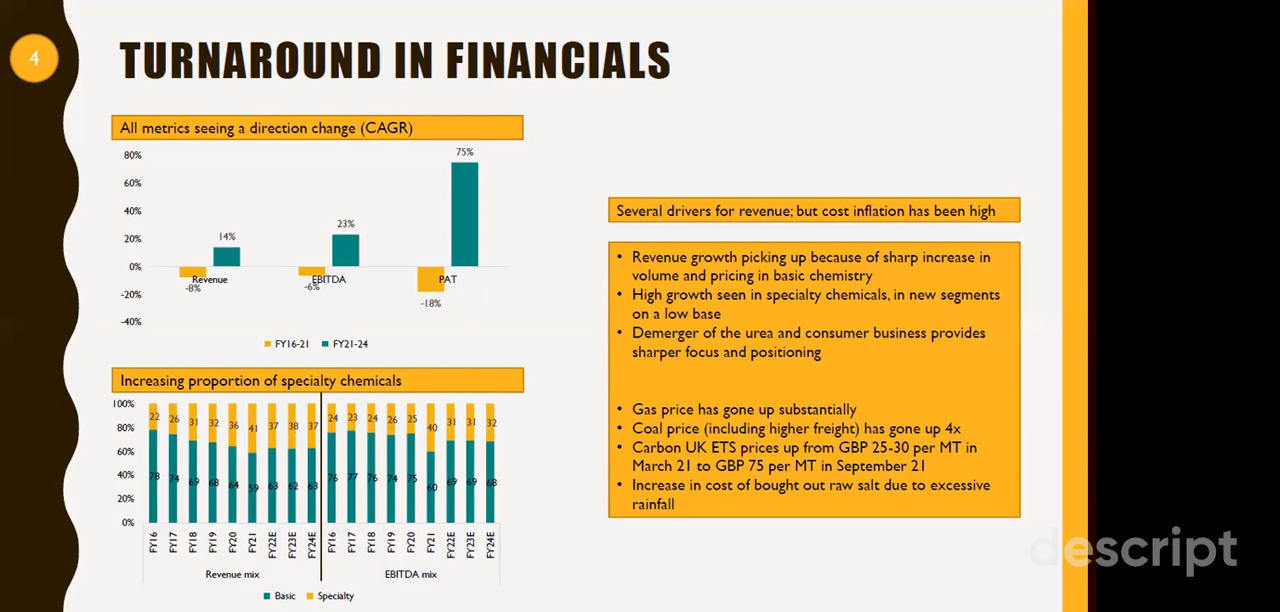 4
TURNAROUND IN FINANCIALS
All metrics seeing a direction change (CAGR)
80%
60%
40%
20%
0%
-20%
-40%
14%
23%
75%
-8%
-6%
-18%
Revenue
EBITDA
PAT
FY16-21 FY21-24
Increasing proportion of specialty chemicals
100%
80%
60%
40%
20%
0%
22 26 31 32 36 41 37 38 37 24 23 24 26 25 40 31 31 32
78 74 69 68 64 59 63 62 63 76 77 76 74 75 60 69 69 68
FY16 FY17 FY18 FY19 FY20 FY21 FY22E FY23E FY24E FY16 FY17 FY18 FY19 FY20 FY21 FY22E FY23E FY24E
Revenue mix EBITDA mix
Basic Specialty
Several drivers for revenue; but cost inflation has been high
• Revenue growth picking up because of sharp increase in
volume and pricing in basic chemistry
• High growth seen in specialty chemicals, in new segments
on a low base
• Demerger of the urea and consumer business provides
sharper focus and positioning
• Gas price has gone up substantially
• Coal price (including higher freight) has gone up 4x
• Carbon UK ETS prices up from GBP 25-30 per MT in
March 21 to GBP 75 per MT in September 21
• Increase in cost of bought out raw salt due to excessive
rainfall
descript